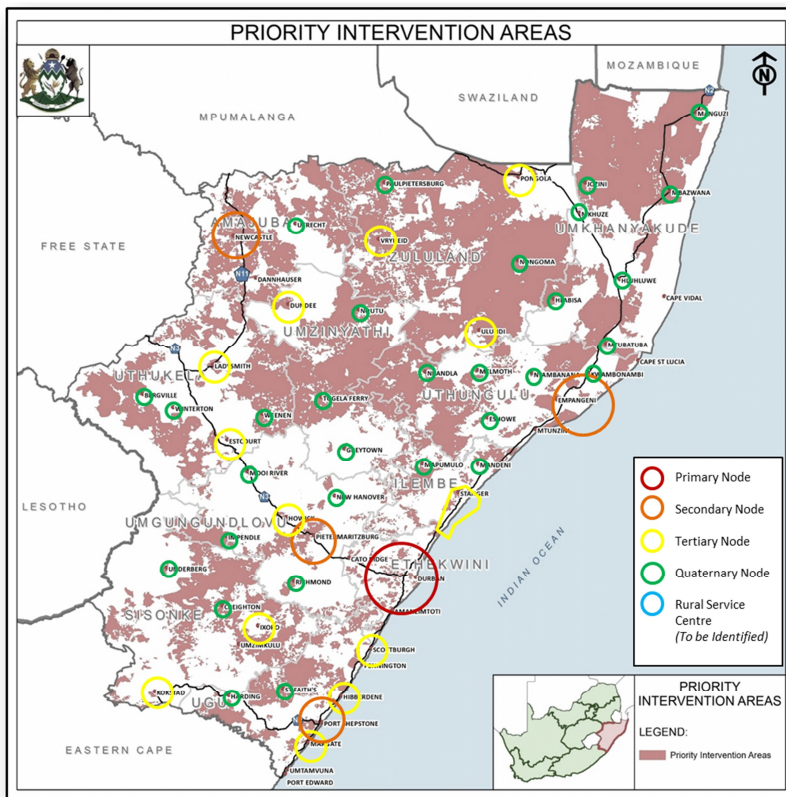 PRIORITY INTERVENTION AREAS
MOZAMBIQUE
N
SWAZILAND
N2
MANGUZI
MPUMALANGA
PONGOLA
PAULPIETERSBURG
JOZINI
MBAZWANA
AMAJUBA
UTRECHT
MKHUZE
UMKHANYAKUDE
NEWCASTLE
VRYHEID
FREE STATE
ZULULAND
NONGOMA
N11
DANNHAUSER
HLUHLUWE
CAPE VIDAL
DUNDEE
HLABISA
NQUTU
UMZINYATHI
ULUNDI
MTUBATUBA
LADYSMITH
CAPE ST LUCIA
UTHUKEL
NKANDLA
MELMOTH
NTAMBANANA
KWAMBONAMBI
BERGVILLE
UTHUNGULU
WINTERTON
TUGELA FERRY
EMPANGENI
WEENEN
ESHOWE
MTUNZINI
ESTCOURT
GREYTOWN
MOOI RIVER
MAPUMULO
MANDENI
ILEMBE
N3
NEW HANOVER
STANGER
LESOTHO
UMGUNGUNDLOVU
HOWICK
PIETERMARITZBURG
IMPENDLE
CATO RIDGE
ETHEKWINI
UNDERBERG
DURBAN
RICHMOND
INDIAN OCEAN
SISONKE
CREIGHTON
AMANZIMTOTI
IXOPO
UMZIMKULU
SCOTTBURGH
PENNINGTON
KOKSTAD
HARDING
ST FAITH'S
HIBBERDENE
UGU
PORT SHEPSTONE
EASTERN CAPE
MARGATE
UMTAMVUNA
PORT EDWARD
Primary Node
Secondary Node
Tertiary Node
Quaternary Node
Rural Service
Centre
(To be Identified)
PRIORITY
INTERVENTION AREAS
LEGEND:
Priority Intervention Areas